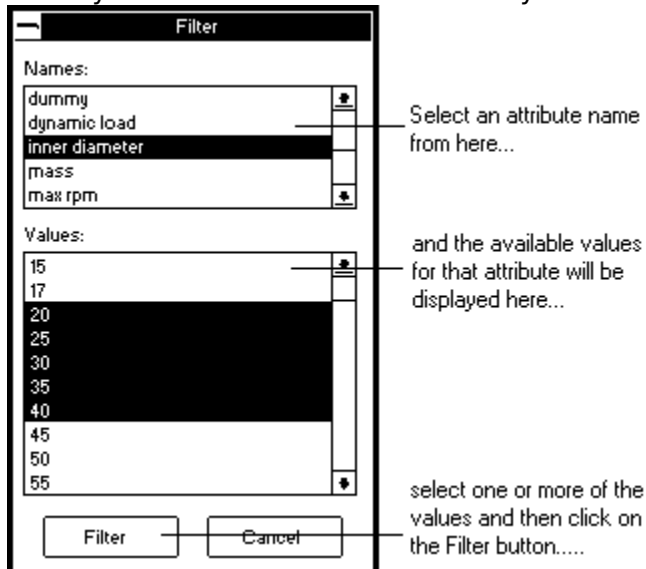 Filter
Names:
dummy
dynamic load
inner diameter
mass
max rpm
Select an attribute name
from here...
Values:
15
17
20
25
30
35
40
45
50
55
and the available values
for that attribute will be
displayed here...
Filter
Cancel
select one or more of the
values and then click on
the Filter button.....